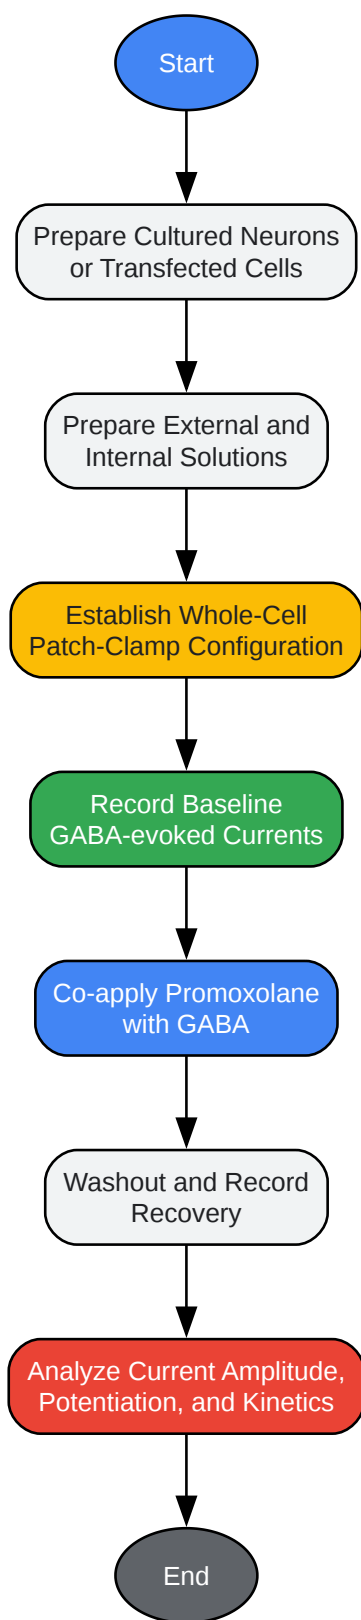 Start
Prepare Cultured Neurons
or Transfected Cells
Prepare External and
Internal Solutions
Establish Whole-Cell
Patch-Clamp Configuration
Record Baseline
GABA-evoked Currents
Co-apply Promoxolane
with GABA
Washout and Record
Recovery
Analyze Current Amplitude,
Potentiation, and Kinetics
End